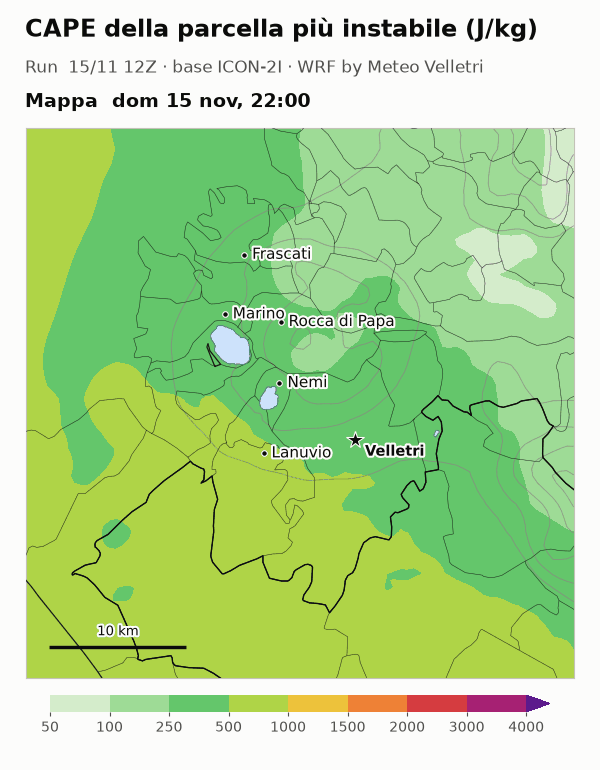 CAPE della parcella più instabile (J/kg)
Run  15/11 12Z · base ICON-2I · WRF by Meteo Velletri
Mappa  dom 15 nov, 22:00
Frascati
Marino
Rocca di Papa
Nemi
Velletri
Lanuvio
10 km
50 100 250 500 1000 1500 2000 3000 4000